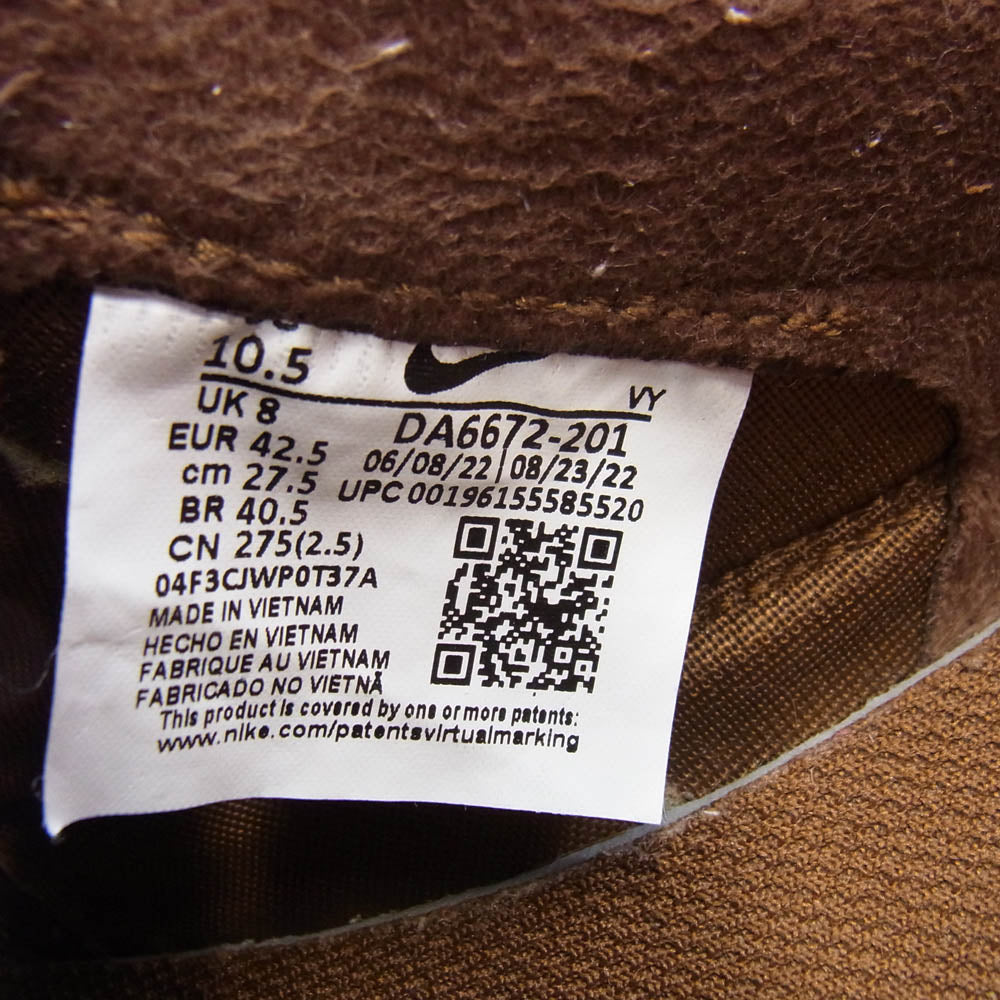 10.5
VY
UK 8
DA6672-201
EUR 42.5
06/08/22 | 08/23/22
cm 27.5
UPC 00196155585520
BR 40.5
CN 275(2.5)
04F3CJWP0T37A
MADE IN VIETNAM
HECHO EN VIETNAM
FABRIQUE AU VIETNAM
FABRICADO NO VIETNÃ
This product is covered by one or more patents:
www.nike.com/patentsvirtualmarking